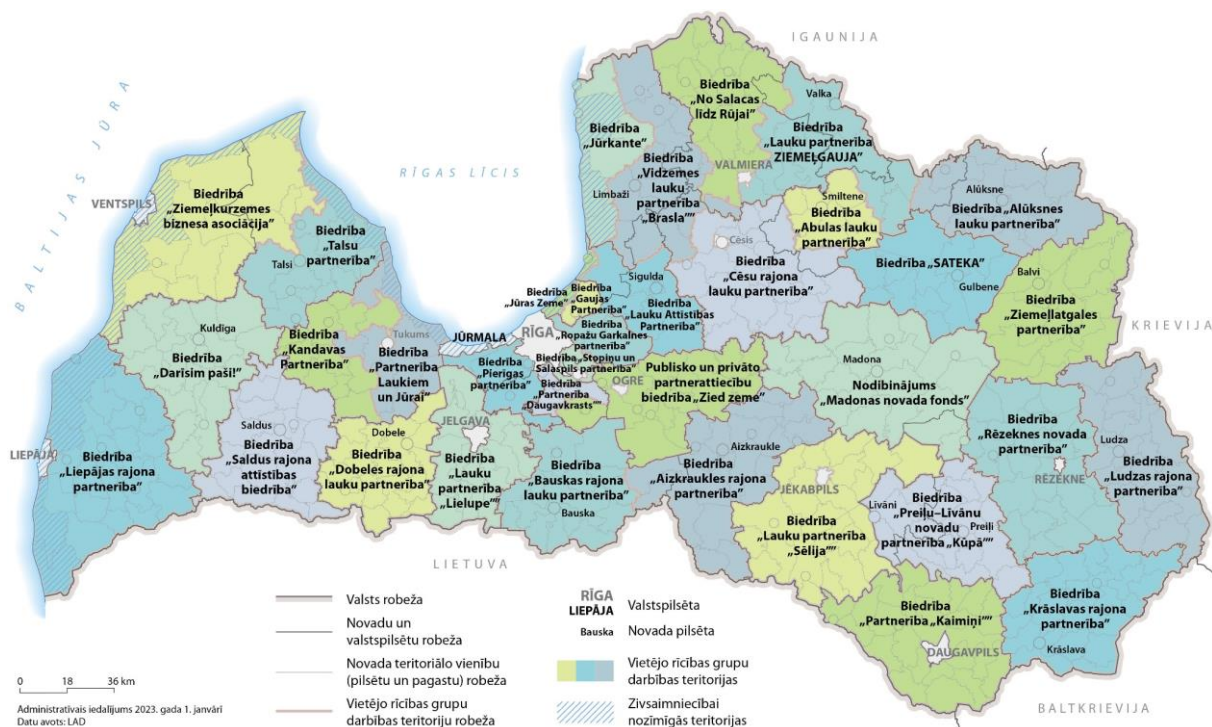 IGAUNIJA
BALTIJAS JŪRA
RĪGAS LĪCIS
VENTSPILS
Biedrība
„Ziemeļkurzemes
biznesa asociācija”
Biedrība
„Talsu
partnerība”
Talsi
Biedrība
„Jūrkante”
Limbaži
Biedrība
„Vidzemes
lauku
partnerība
„Brasla””
Biedrība
„No Salacas
līdz Rūjai”
VALMIERA
Valka
Biedrība
„Lauku partnerība
ZIEMEĻGAUJA”
Smiltene
Biedrība
„Abulas lauku
partnerība”
Alūksne
Biedrība „Alūksnes
lauku partnerība”
Cēsis
Biedrība
„Cēsu rajona
lauku partnerība”
Biedrība „SATEKA”
Gulbene
Balvi
Biedrība
„Ziemeļlatgales
partnerība”
KRIEVIJA
Kuldīga
Biedrība
„Darīsim paši!”
Biedrība
„Kandavas
Partnerība”
Tukums
Biedrība
„Partnerība
Laukiem
un Jūrai”
JŪRMALA
RĪGA
Biedrība
„Jūras Zeme”
Biedrība
„Gaujas
Partnerība”
Sigulda
Biedrība
„Lauku Attīstības
Partnerība”
Biedrība
„Ropažu Garkalnes
partnerība”
Biedrība „Stopiņu un
Salaspils partnerība”
Biedrība
„Pierīgas
partnerība”
Biedrība
„Partnerība
„Daugavkrasts””
OGRE
Publisko un privāto
partnerattiecību
biedrība „Zied zeme”
Madona
Nodibinājums
„Madonas novada fonds”
LIEPĀJA
Biedrība
„Liepājas rajona
partnerība”
Saldus
Biedrība
„Saldus rajona
attīstības
biedrība”
Dobele
Biedrība
„Dobeles rajona
lauku partnerība”
JELGAVA
Biedrība
„Lauku
partnerība
„Lielupe””
Biedrība
„Bauskas rajona
lauku partnerība”
Bauska
Aizkraukle
Biedrība
„Aizkraukles rajona
partnerība”
JĒKABPILS
Biedrība
„Lauku partnerība
„Sēlija””
Līvāni
Biedrība
„Preiļu–Līvānu
novadu
partnerība „Kūpā””
Preiļi
Biedrība
„Rēzeknes novada
partnerība”
RĒZEKNE
Ludza
Biedrība
„Ludzas rajona
partnerība”
Biedrība
„Partnerība „Kaimiņi””
DAUGAVPILS
Biedrība
„Krāslavas rajona
partnerība”
Krāslava
LIETUVA
BALTKRIEVIJA
Valsts robeža
Novadu un
valstspilsētu robeža
Novada teritoriālo vienību
(pilsētu un pagastu) robeža
Vietējo rīcības grupu
darbības teritoriju robeža
RĪGA
LIEPĀJA
Valstspilsēta
Bauska
Novada pilsēta
Vietējo rīcības grupu
darbības teritorijas
Zivsaimniecībai
nozīmīgās teritorijas
0 18 36 km
Administratīvais iedalījums 2023. gada 1. janvārī
Datu avots: LAD